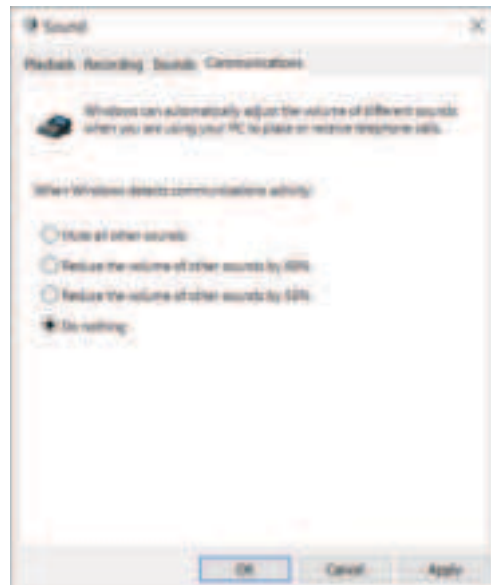 Sound
Playback Recording Sounds Communications
Windows can automatically adjust the volume of different sounds
when you are using your PC to place or receive telephone calls.
When Windows detects communications activity:
Mute all other sounds
Reduce the volume of other sounds by 80%
Reduce the volume of other sounds by 50%
Do nothing
OK Cancel Apply